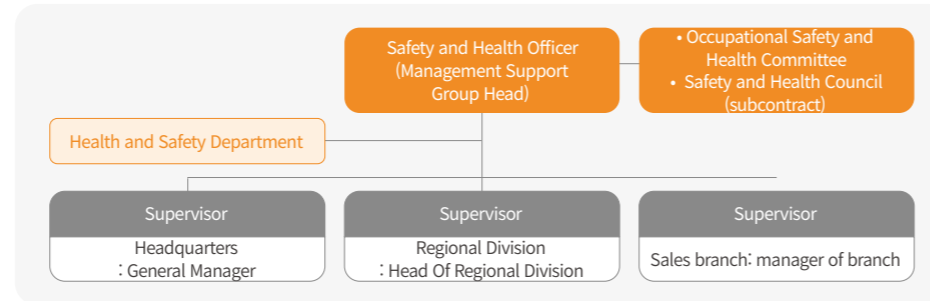 Safety and Health Officer
(Management Support
Group Head)
• Occupational Safety and
Health Committee
• Safety and Health Council
(subcontract)
Health and Safety Department
Supervisor
Headquarters
: General Manager
Supervisor
Regional Division
: Head Of Regional Division
Supervisor
Sales branch: manager of branch